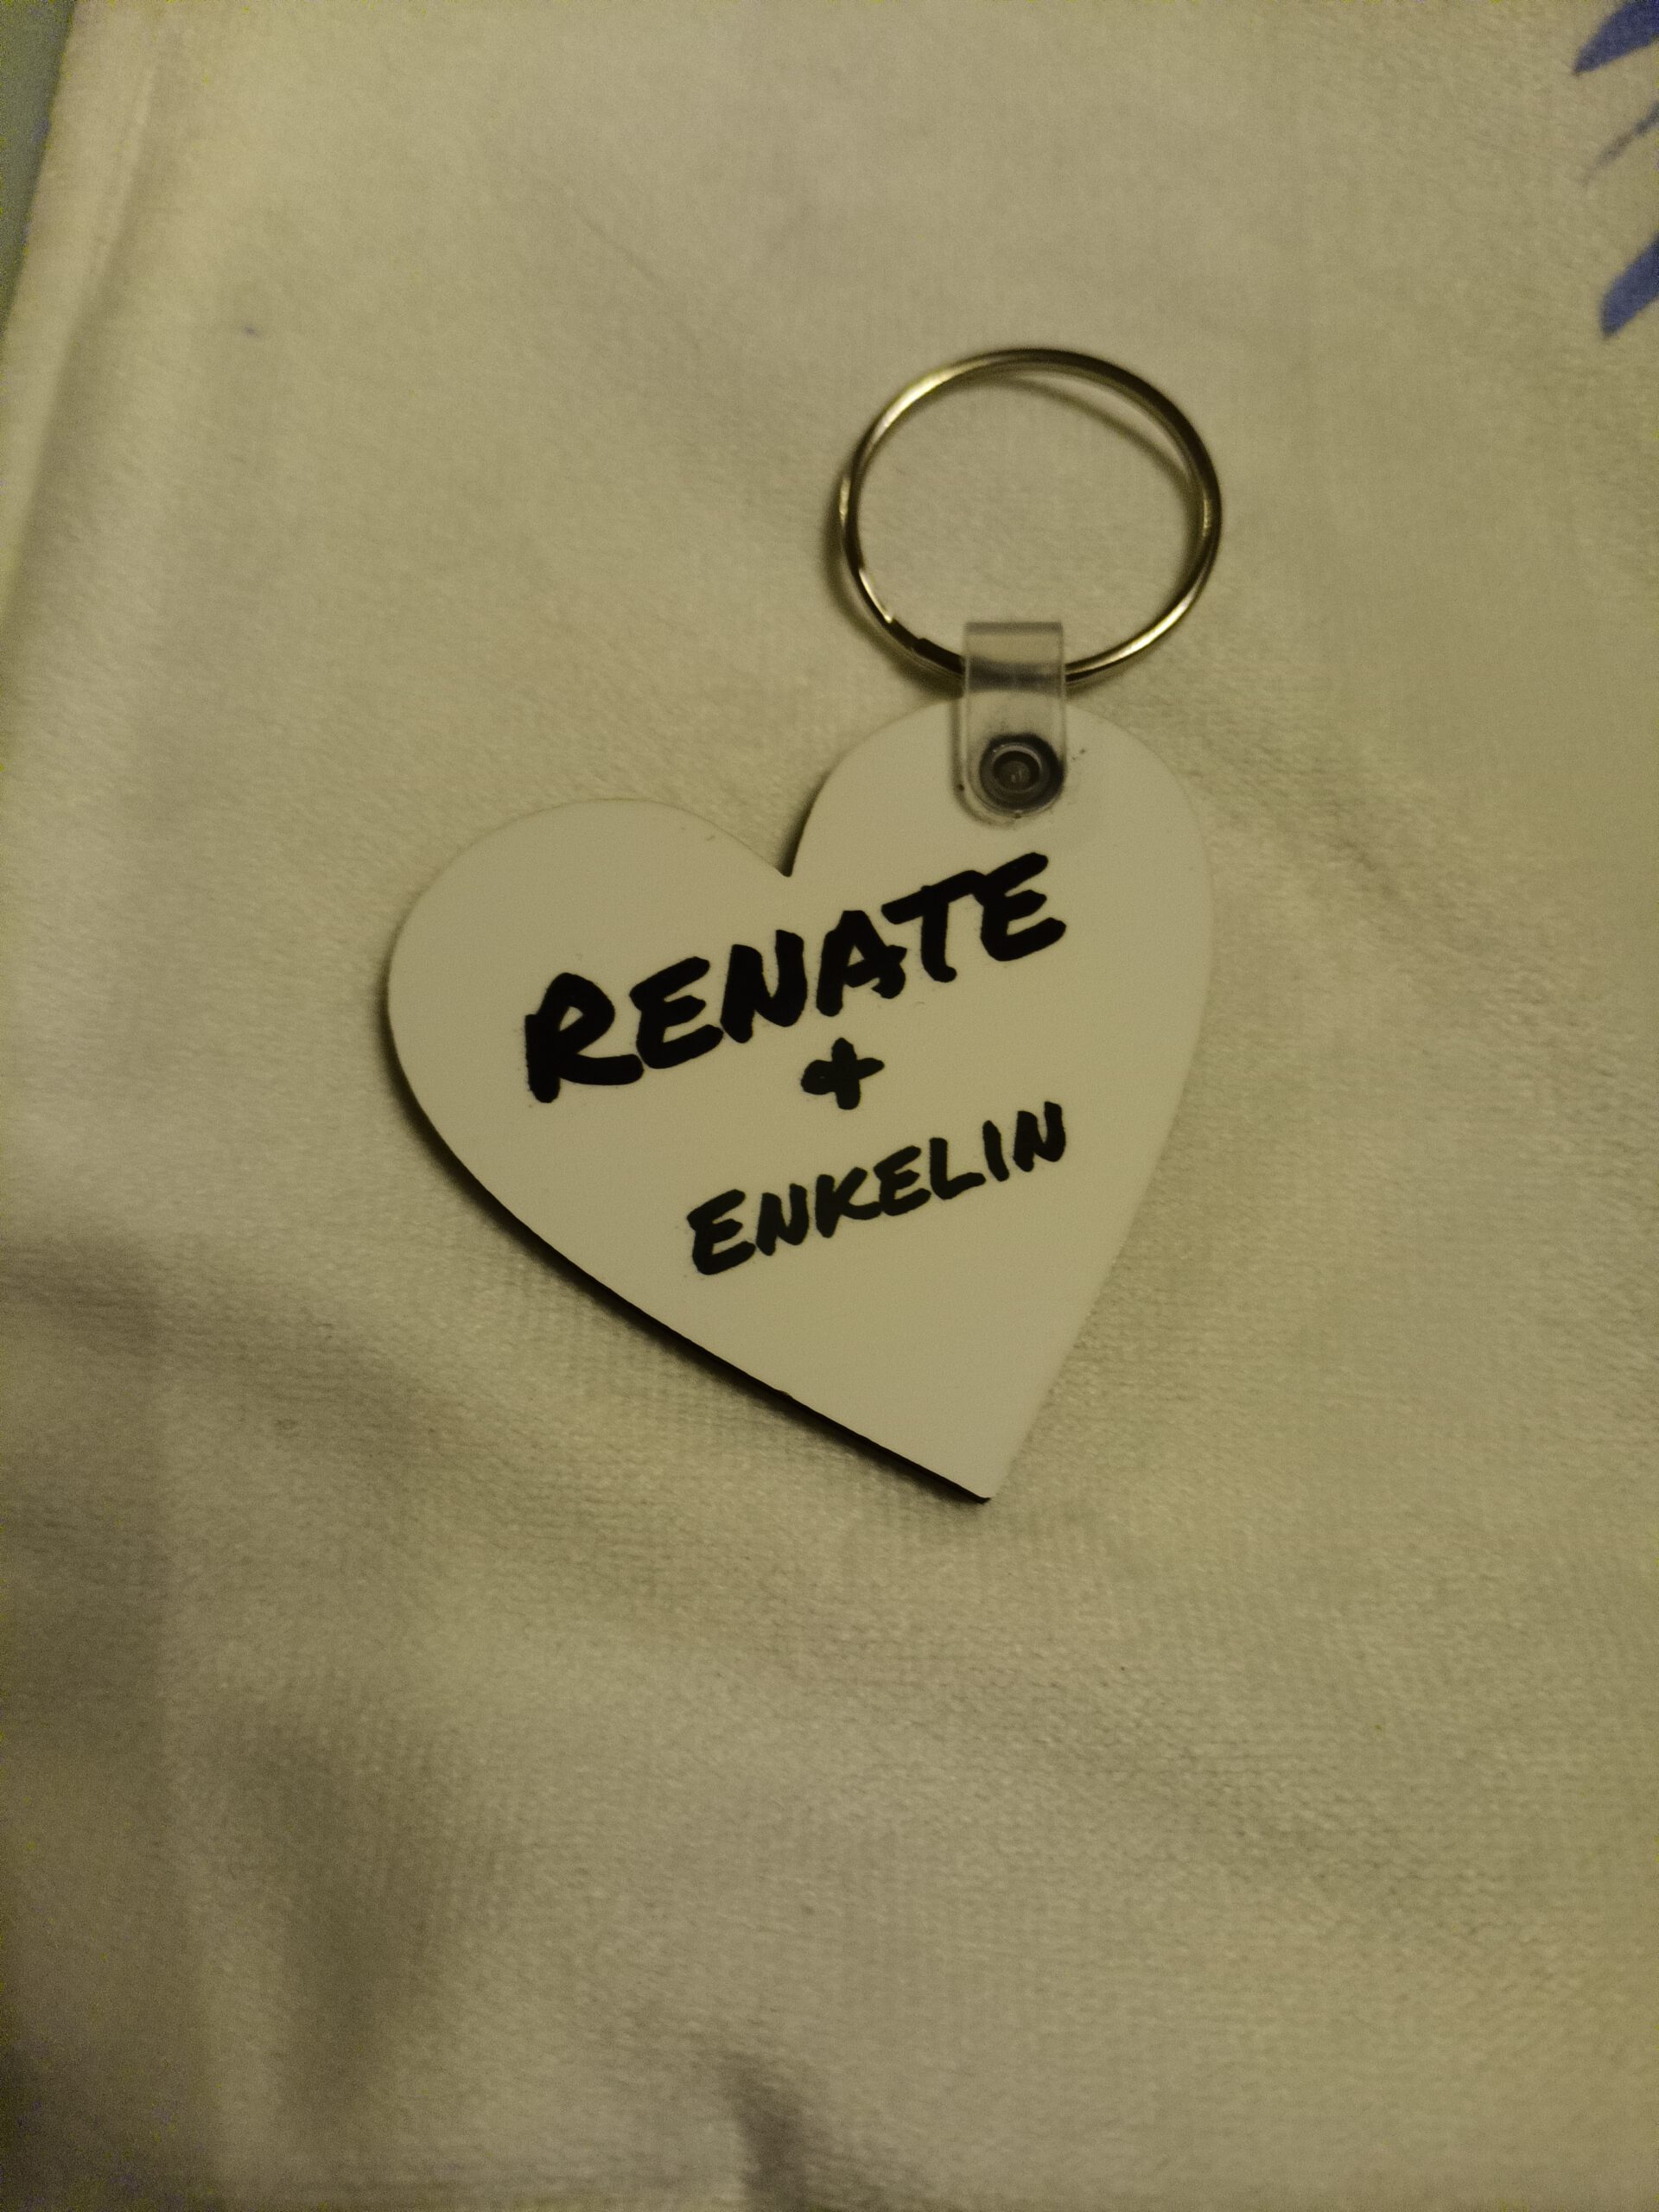 RENATE
+
ENKELIN